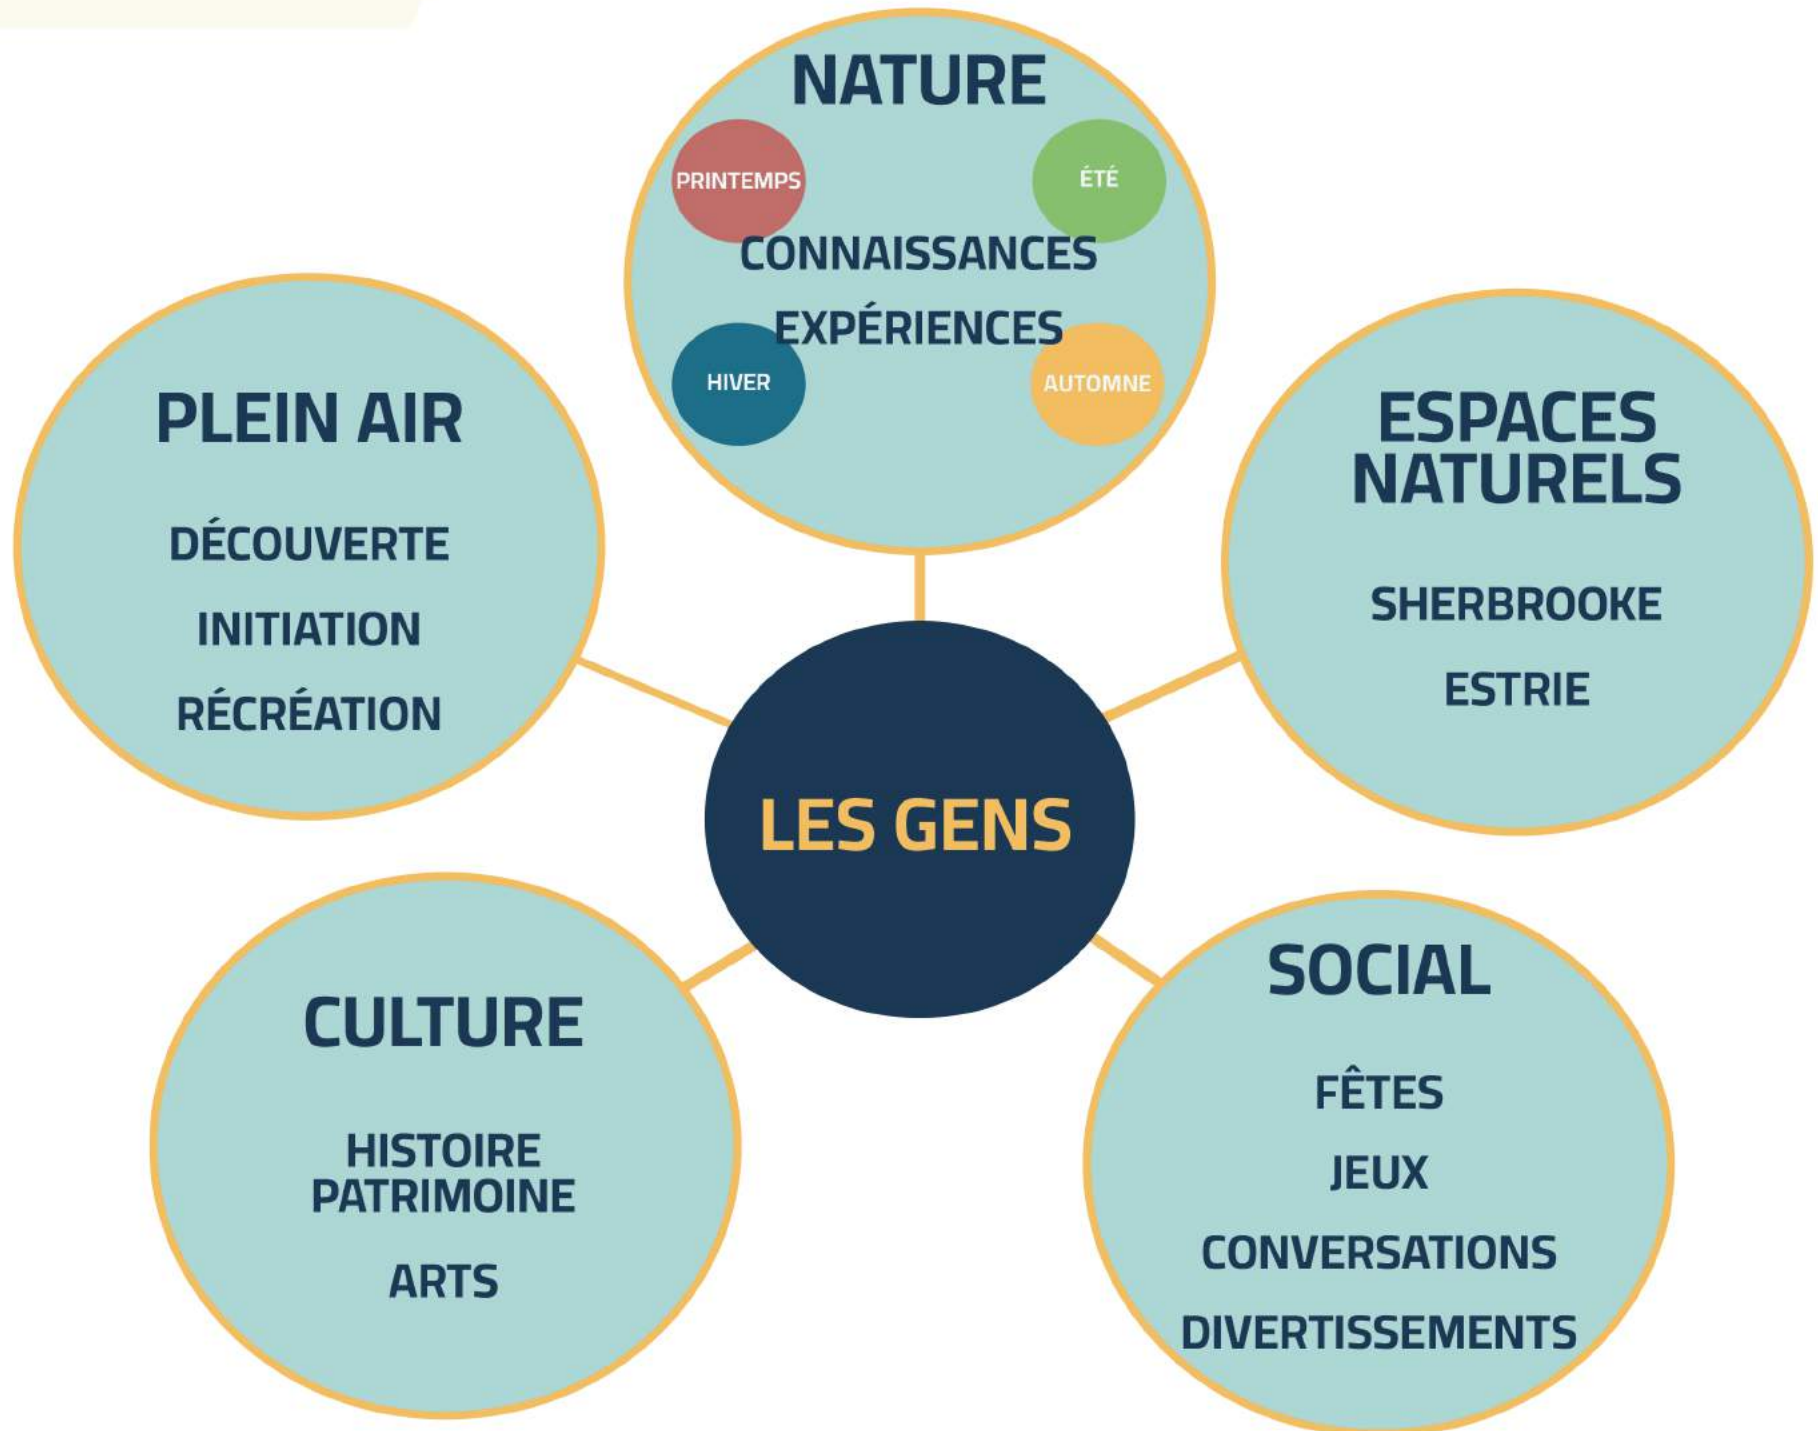 NATURE
PRINTEMPS
ÉTÉ
CONNAISSANCES
EXPÉRIENCES
HIVER
AUTOMNE
PLEIN AIR
DÉCOUVERTE
INITIATION
RÉCRÉATION
ESPACES
NATURELS
SHERBROOKE
ESTRIE
LES GENS
CULTURE
HISTOIRE
PATRIMOINE
ARTS
SOCIAL
FÊTES
JEUX
CONVERSATIONS
DIVERTISSEMENTS